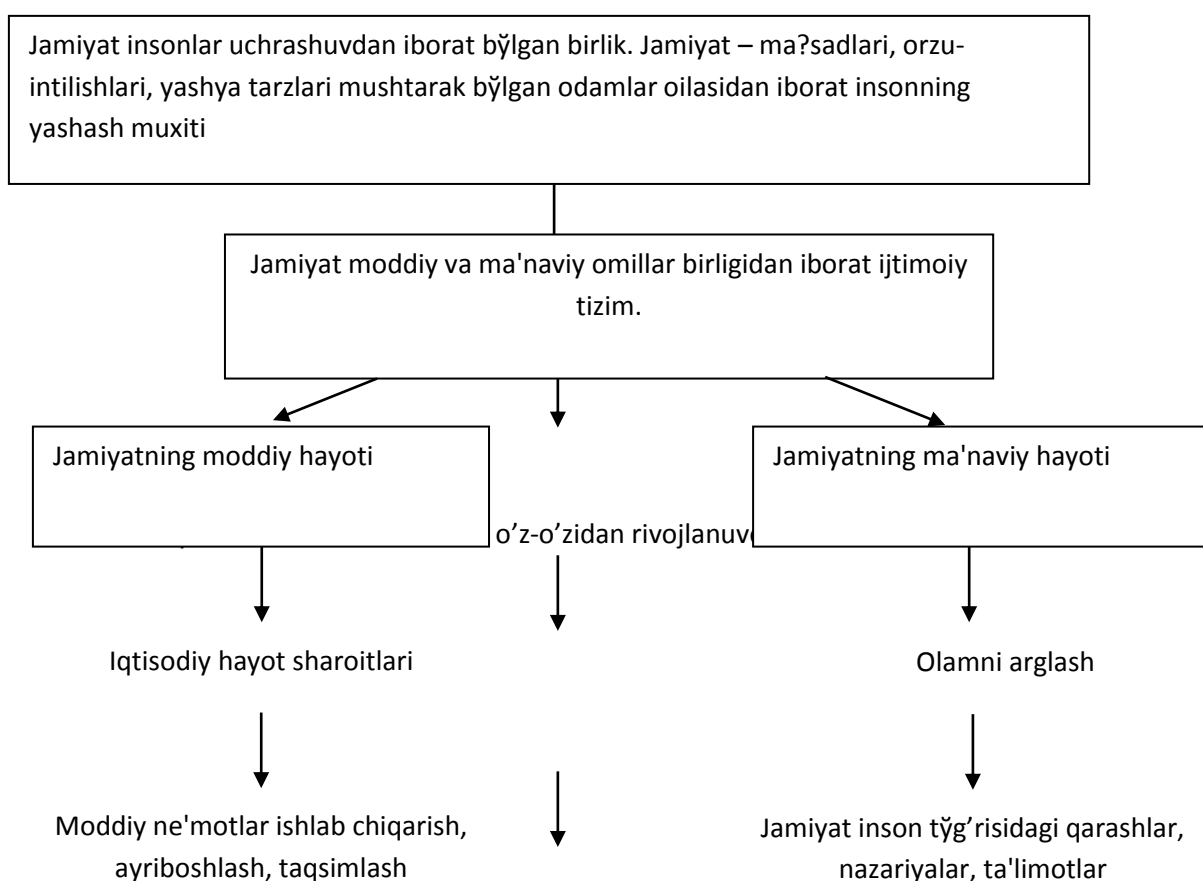 Jamiyat insonlar uchrashuvdan iborat bўlgan birlik. Jamiyat – ma?sadlari, orzu-
intilishlari, yashya tarzlari mushtarak bўlgan odamlar oilasidan iborat insonning
yashash muxiti
Jamiyat moddiy va ma'naviy omillar birligidan iborat ijtimoiy
tizim.
Jamiyatning moddiy hayoti
Jamiyatning ma'naviy hayoti
o’z-o’zidan
Iqtisodiy hayot sharoitlari
Olamni arglash
Moddiy ne'motlar ishlab chiqarish,
ayriboshlash, taqsimlash
Jamiyat inson tўg’risidagi qarashlar,
nazariyalar, ta'limotlar